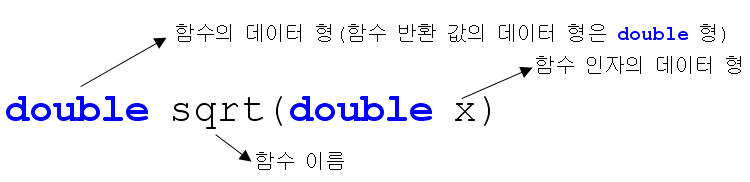 함수의 데이터 형(함수 반환 값의 데이터 형은 double 형)
함수 인자의 데이터 형
double sqrt(double x)
함수 이름